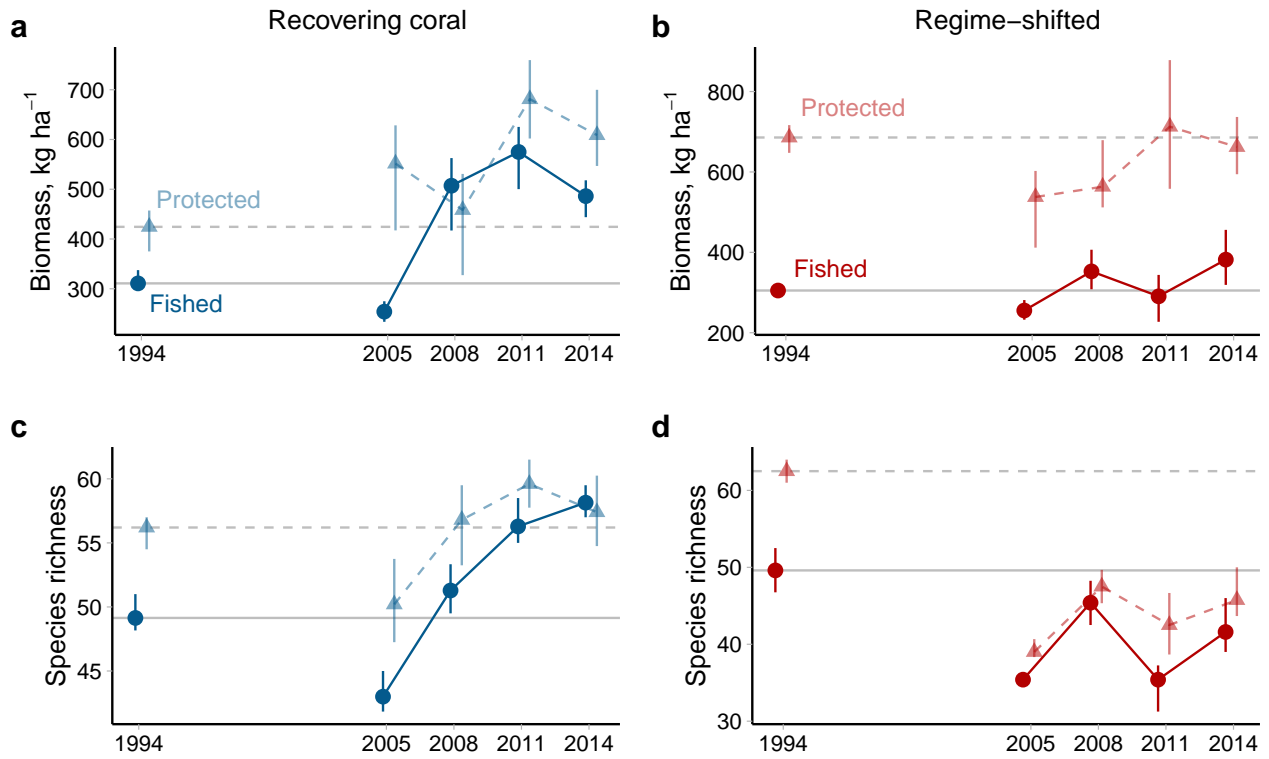 a
Recovering coral
Biomass, kg ha−1
700
600
500
400
300
Protected
Fished
1994
2005
2008
2011
2014
b
Regime−shifted
Biomass, kg ha−1
800
600
400
200
Protected
Fished
1994
2005
2008
2011
2014
c
Species richness
60
55
50
45
1994
2005
2008
2011
2014
d
Species richness
60
50
40
30
1994
2005
2008
2011
2014